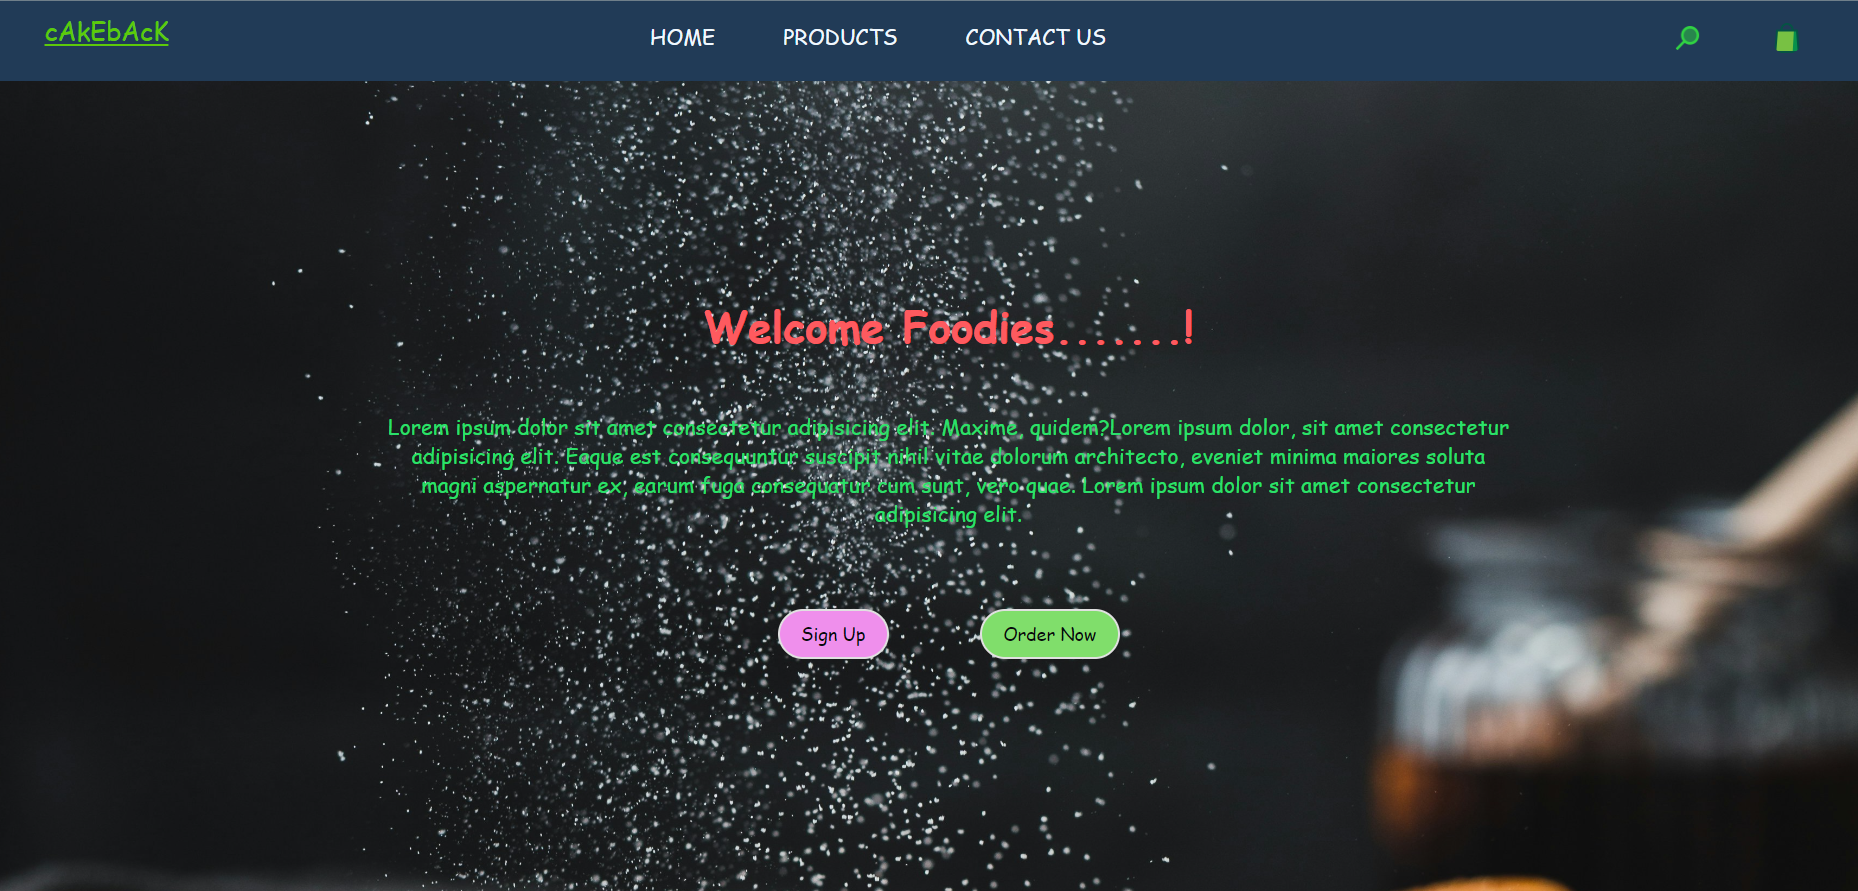 cAkEbAcK
HOME
PRODUCTS
CONTACT US
Welcome Foodies.......!
Lorem ipsum dolor sit amet consectetur adipisicing elit. Maxime, quidem?Lorem ipsum dolor, sit amet consectetur
adipisicing elit. Eaque est consequuntur suscipit nihil vitae dolorum architecto, eveniet minima maiores soluta
magni aspernatur ex, earum fuga consequatur cum sunt, vero quae. Lorem ipsum dolor sit amet consectetur
adipisicing elit.
Sign Up
Order Now